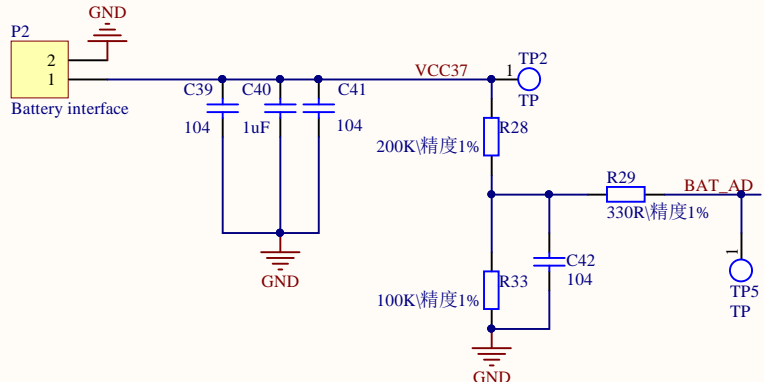 GND
P2
2
1
Battery interface
C39
104
C40
1uF
C41
104
GND
VCC37
1
TP2
TP
R28
200K\精度1%
R29
330R\精度1%
BAT_AD
R33
100K\精度1%
C42
104
GND
1
TP5
TP